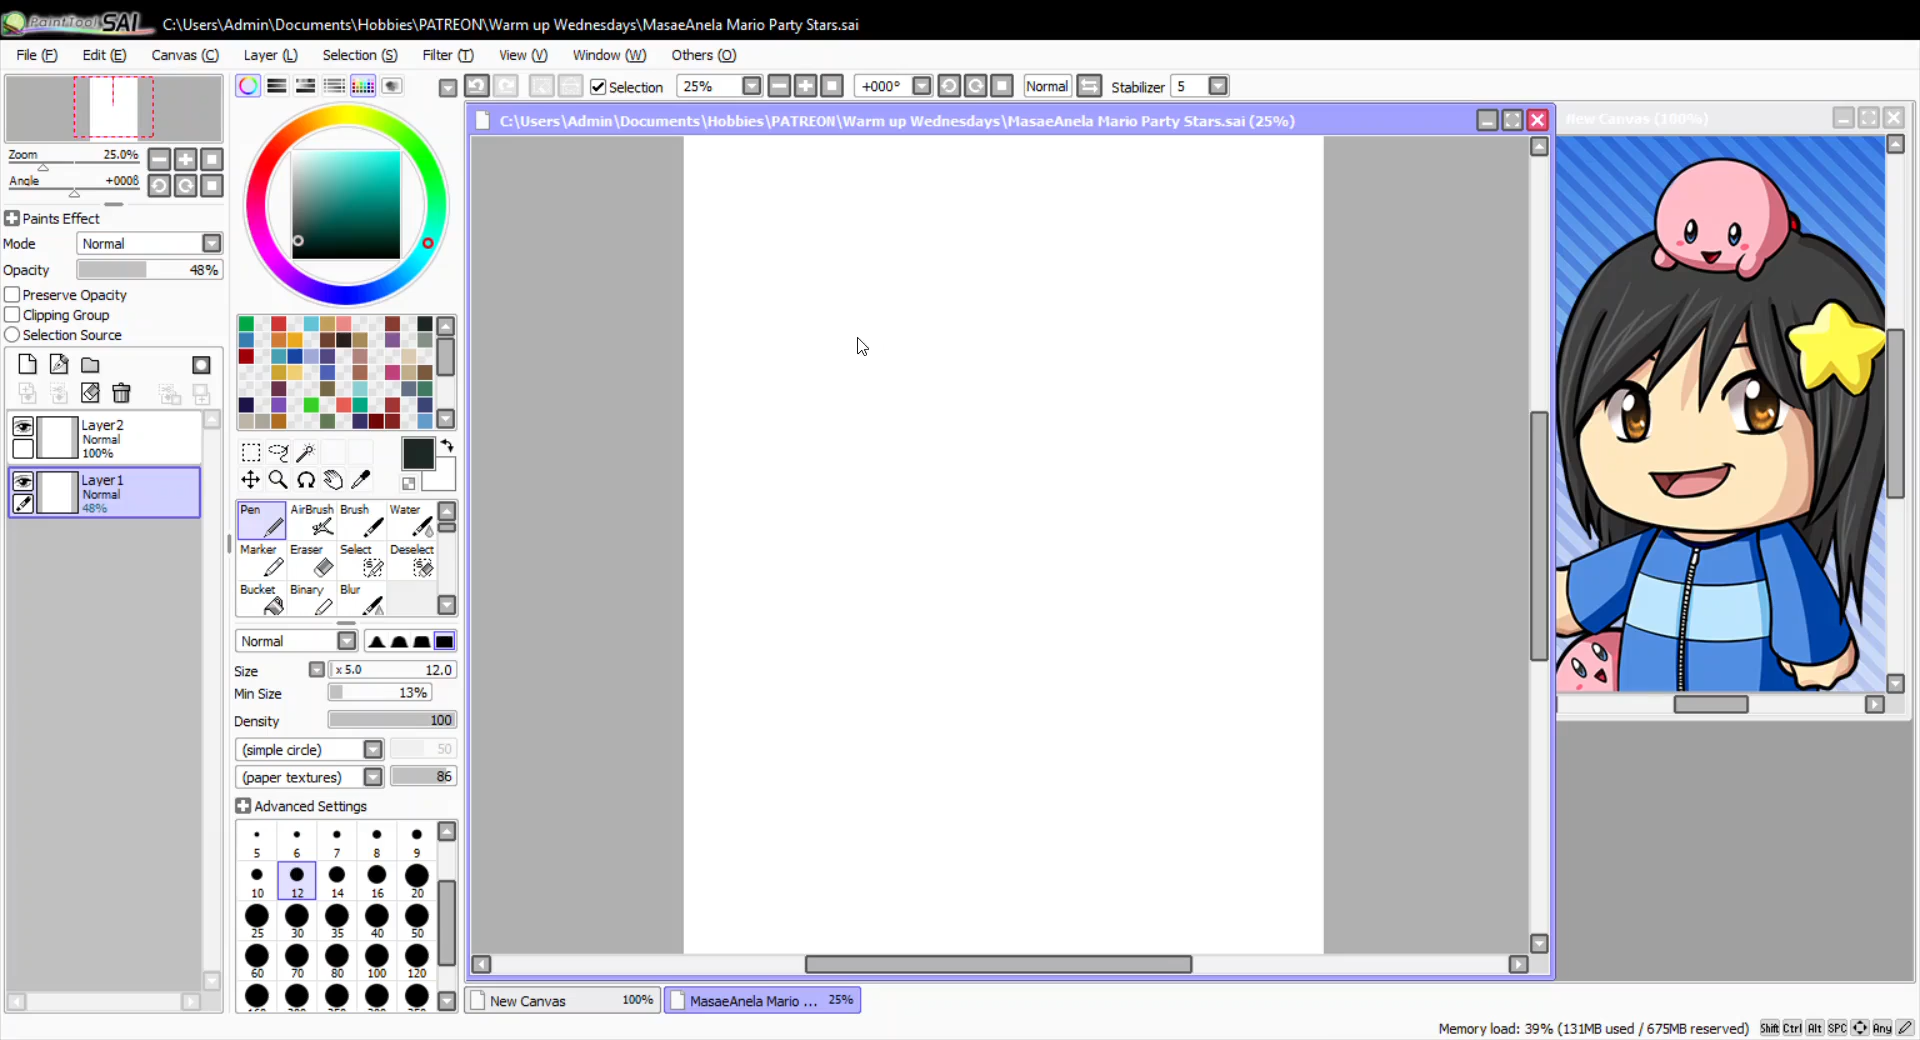 PaintTool SAI C:\Users\Admin\Documents\Hobbies\PATREON\Warm up Wednesdays\MasaeAnela Mario Party Stars.sai
File (F) Edit (E) Canvas (C) Layer (L) Selection (S) Filter (T) View (V) Window (W) Others (O)
Selection 25% +000° Normal Stabilizer 5
C:\Users\Admin\Documents\Hobbies\PATREON\Warm up Wednesdays\MasaeAnela Mario Party Stars.sai (25%)
New Canvas (100%)
Zoom 25.0%
Angle +000ß
Paints Effect
Mode Normal
Opacity 48%
Preserve Opacity
Clipping Group
Selection Source
Layer2
Normal
100%
Layer1
Normal
48%
Pen AirBrush Brush Water
Marker Eraser Select Deselect
Bucket Binary Blur
Normal
Size x 5.0 12.0
Min Size 13%
Density 100
(simple circle) 50
(paper textures) 86
Advanced Settings
5 6 7 8 9
10 12 14 16 20
25 30 35 40 50
60 70 80 100 120
New Canvas 100% MasaeAnela Mario ... 25%
Memory load: 39% (131MB used / 675MB reserved) Shift Ctrl Alt SPC Any